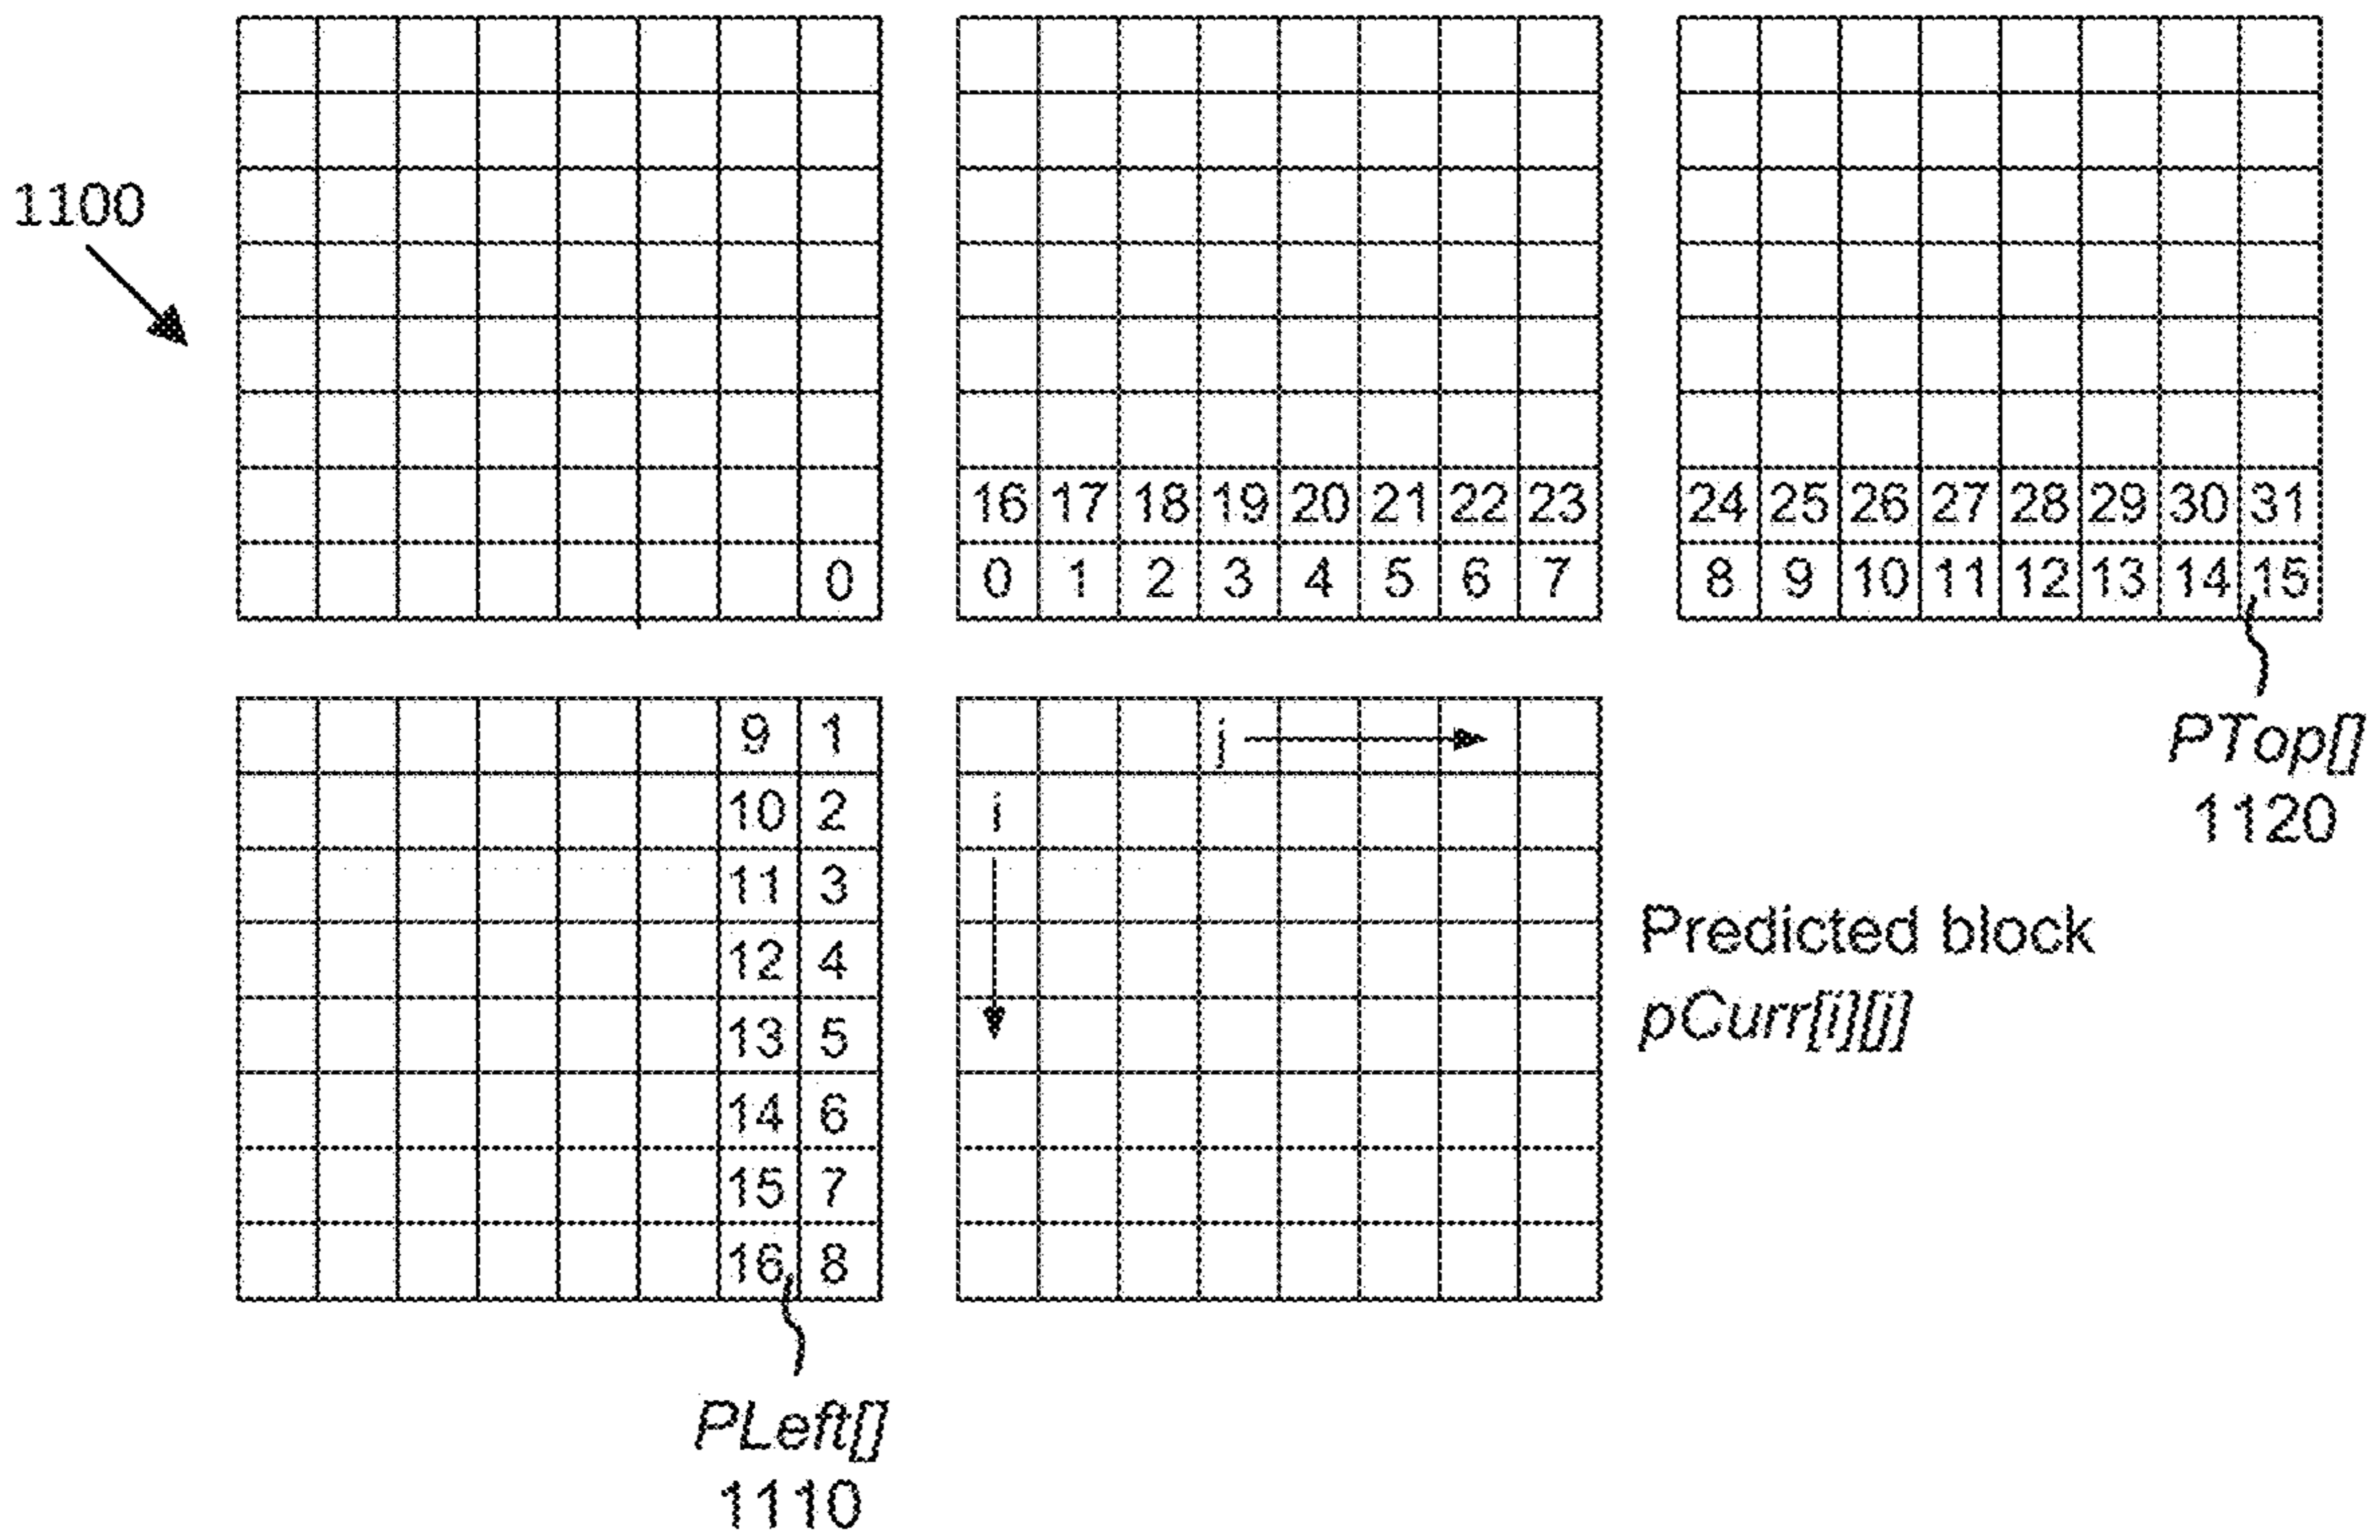 1100
16 17 18 19 20 21 22 23
24 25 26 27 28 29 30 31
0
0 1 2 3 4 5 6 7
8 9 10 11 12 13 14 15
PTop[]
1120
9 1
10 2
11 3
12 4
13 5
14 6
15 7
16 8
j
i
Predicted block
pCurr[i][j]
PLeft[]
1110